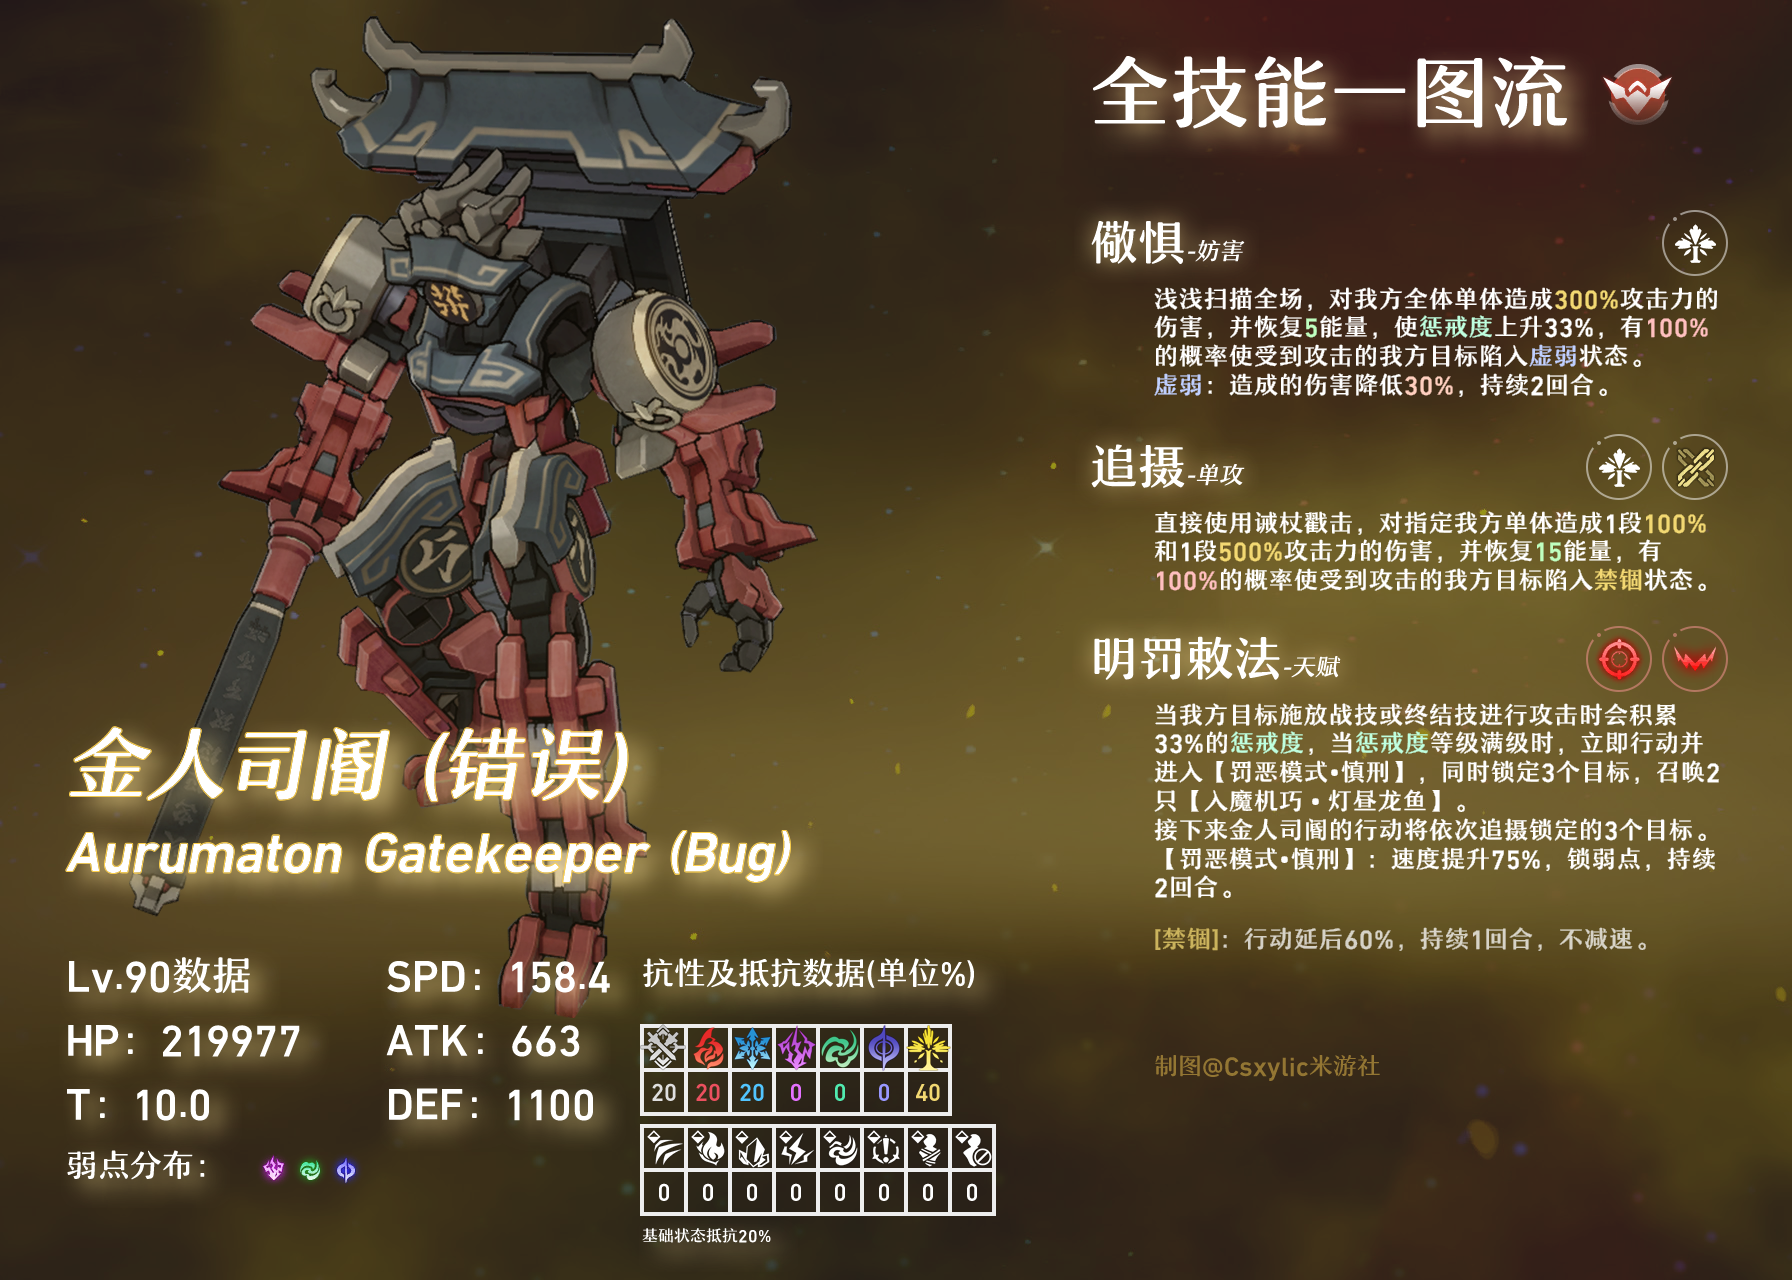 全技能一图流
儆惧-妨害
浅浅扫描全场，对我方全体单体造成300%攻击力的
伤害，并恢复5能量，使惩戒度上升33%，有100%
的概率使受到攻击的我方目标陷入虚弱状态。
虚弱：造成的伤害降低30%，持续2回合。
追摄-单攻
直接使用诫杖戳击，对指定我方单体造成1段100%
和1段500%攻击力的伤害，并恢复15能量，有
100%的概率使受到攻击的我方目标陷入禁锢状态。
明罚敕法-天赋
当我方目标施放战技或终结技进行攻击时会积累
33%的惩戒度，当惩戒度等级满级时，立即行动并
进入【罚恶模式•慎刑】，同时锁定3个目标，召唤2
只【入魔机巧•灯昼龙鱼】。
接下来金人司阍的行动将依次追摄锁定的3个目标。
【罚恶模式•慎刑】：速度提升75%，锁弱点，持续
2回合。
[禁锢]：行动延后60%，持续1回合，不减速。
制图@Csxylic米游社
金人司阍（错误）
Aurumaton Gatekeeper (Bug)
Lv.90数据
SPD：158.4
HP：219977
ATK：663
T：10.0
DEF：1100
弱点分布：
抗性及抵抗数据(单位%)
20 20 20 0 0 0 40
0 0 0 0 0 0 0 0
基础状态抵抗20%